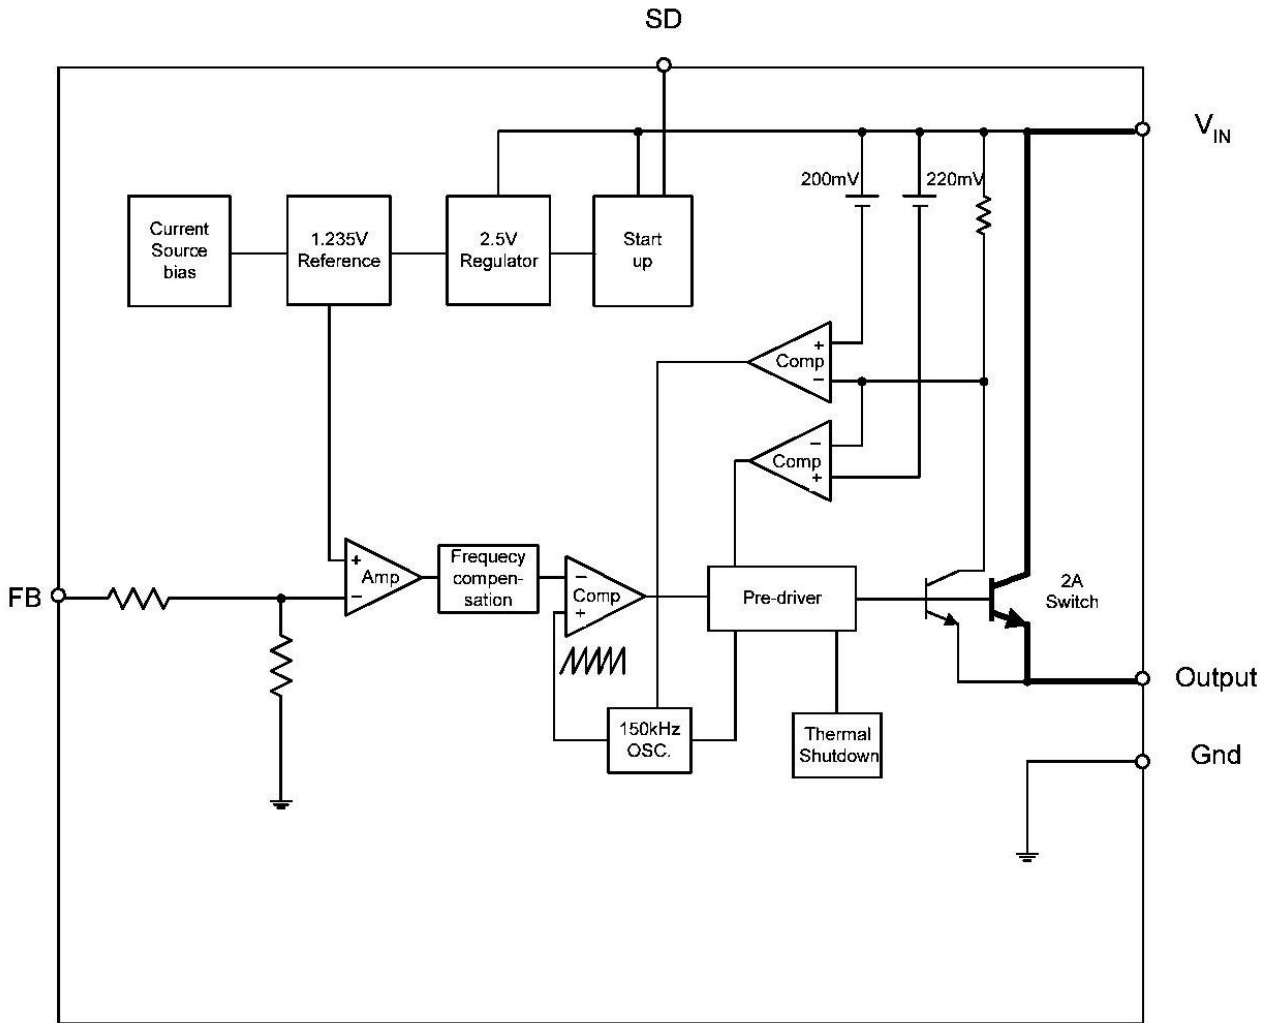 SD
VIN
200mV
220mV
Current
Source
bias
1.235V
Reference
2.5V
Regulator
Start
up
+
Comp
−
−
Comp
+
FB
+
Amp
−
Frequecy
compen-
sation
−
Comp
+
Pre-driver
2A
Switch
Output
150kHz
OSC.
Thermal
Shutdown
Gnd